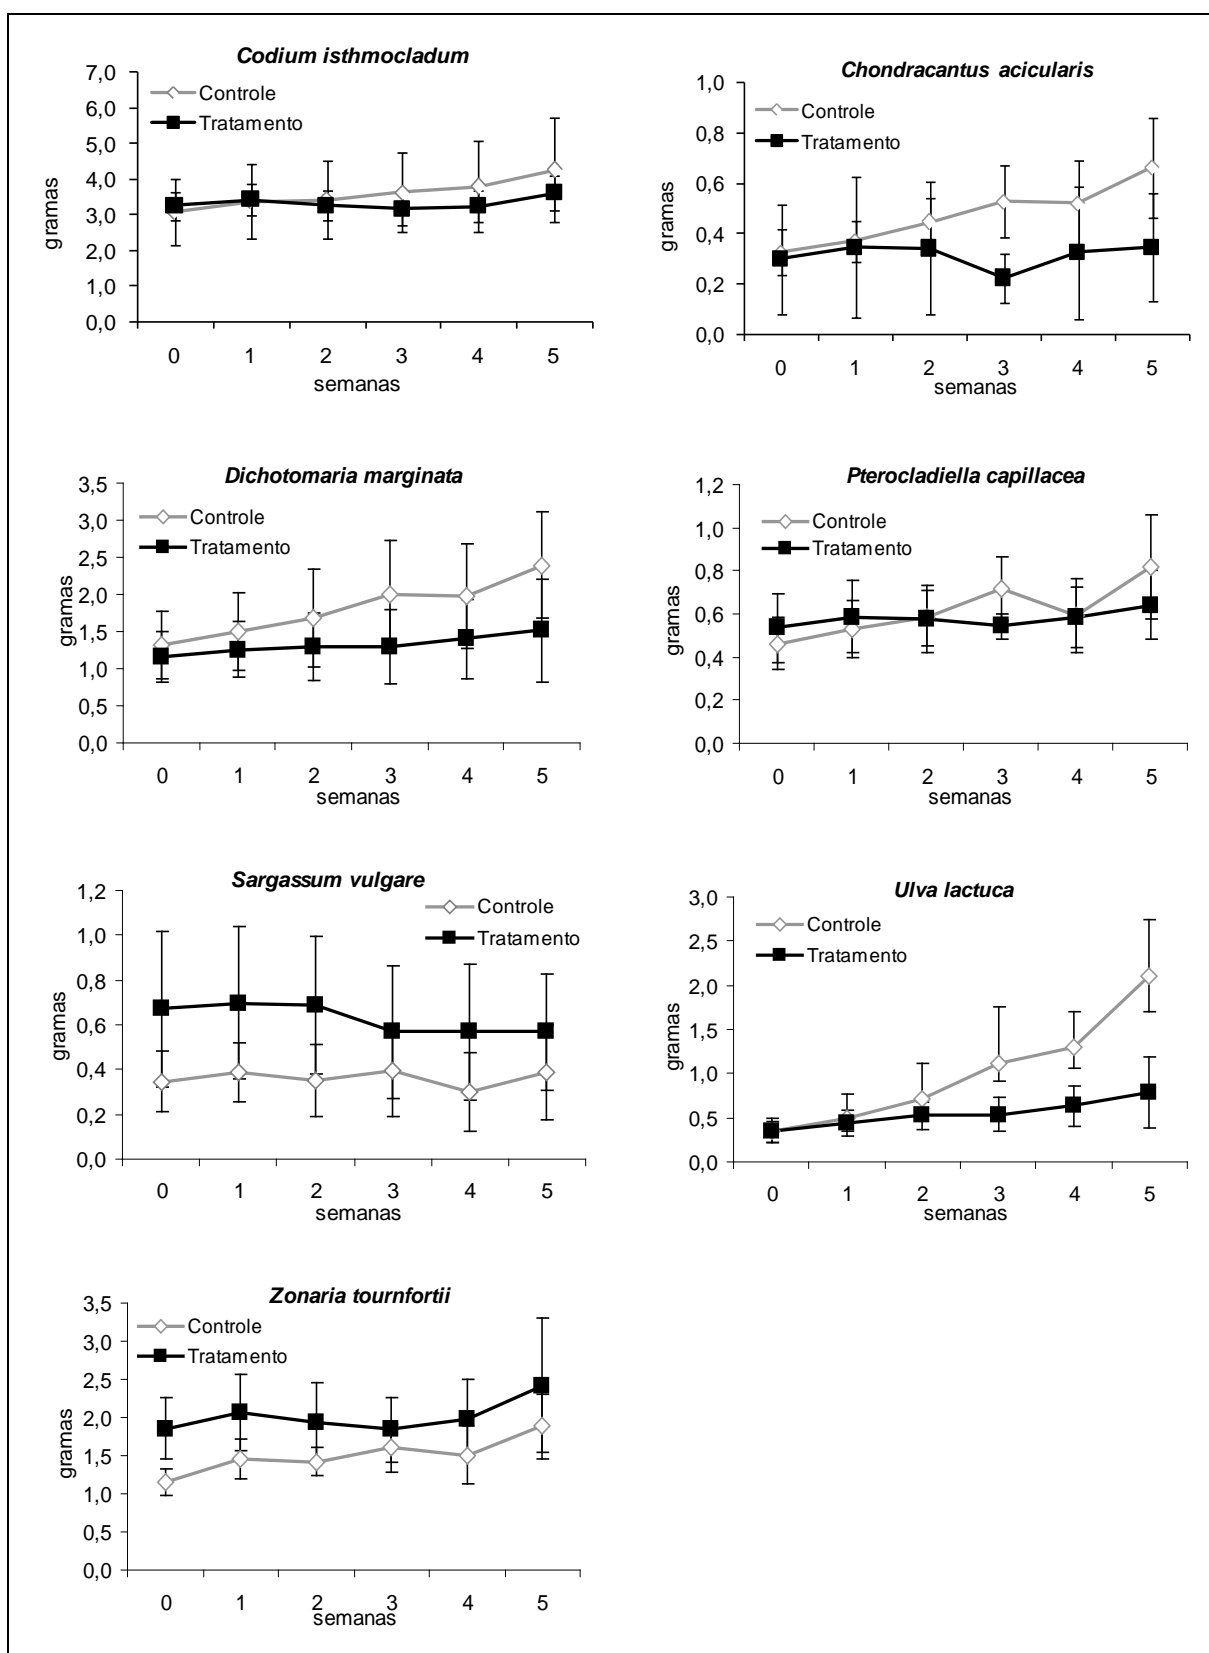 Codium isthmocladum
7,0
6,0
5,0
4,0
3,0
2,0
1,0
0,0
gramas
Controle
Tratamento
0 1 2 3 4 5
semanas
Chondracantus acicularis
1,0
0,8
0,6
0,4
0,2
0,0
gramas
Controle
Tratamento
0 1 2 3 4 5
semanas
Dichotomaria marginata
3,5
3,0
2,5
2,0
1,5
1,0
0,5
0,0
gramas
Controle
Tratamento
0 1 2 3 4 5
semanas
Pterocladiella capillacea
1,2
1,0
0,8
0,6
0,4
0,2
0,0
gramas
Controle
Tratamento
0 1 2 3 4 5
semanas
Sargassum vulgare
1,2
1,0
0,8
0,6
0,4
0,2
0,0
gramas
Controle
Tratamento
0 1 2 3 4 5
semanas
Ulva lactuca
3,0
2,5
2,0
1,5
1,0
0,5
0,0
gramas
Controle
Tratamento
0 1 2 3 4 5
semanas
Zonaria tournfortii
3,5
3,0
2,5
2,0
1,5
1,0
0,5
0,0
gramas
Controle
Tratamento
0 1 2 3 4 5
semanas